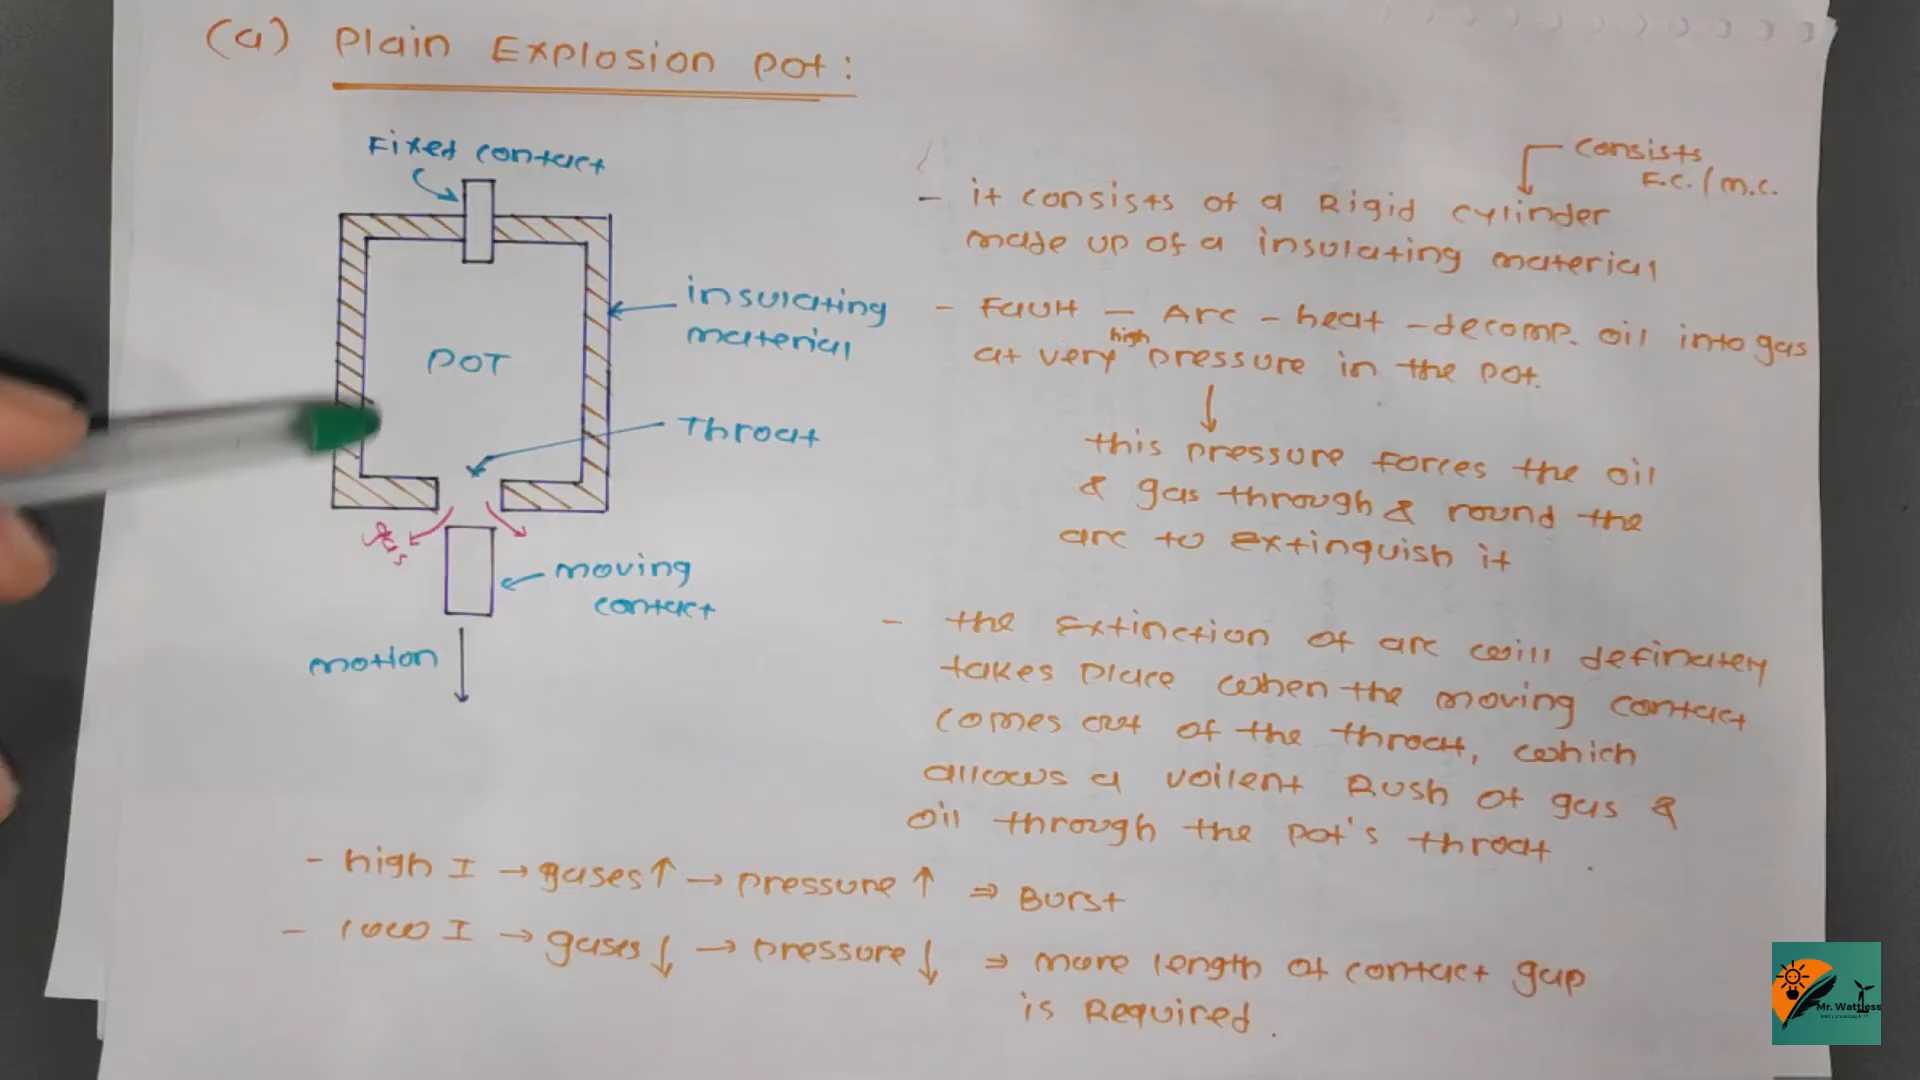 (a) Plain Explosion pot:
Fixed contact
insulating
material
POT
Throat
gas
moving
contact
motion
consists
F.C. / m.c.
- it consists of a Rigid cylinder
made up of a insulating material
- Fault - Arc - heat - decomp. oil into gas
at very high pressure in the pot.
this pressure forces the oil
& gas through & round the
arc to extinguish it
- the extinction of arc will definately
takes place when the moving contact
comes out of the throat, which
allows a voilent Rush of gas &
oil through the pot's throat.
- high I → gases ↑ → pressure ↑ ⇒ Burst
- low I → gases ↓ → pressure ↓ ⇒ more length of contact gap
is Required.
Mr. Wattless